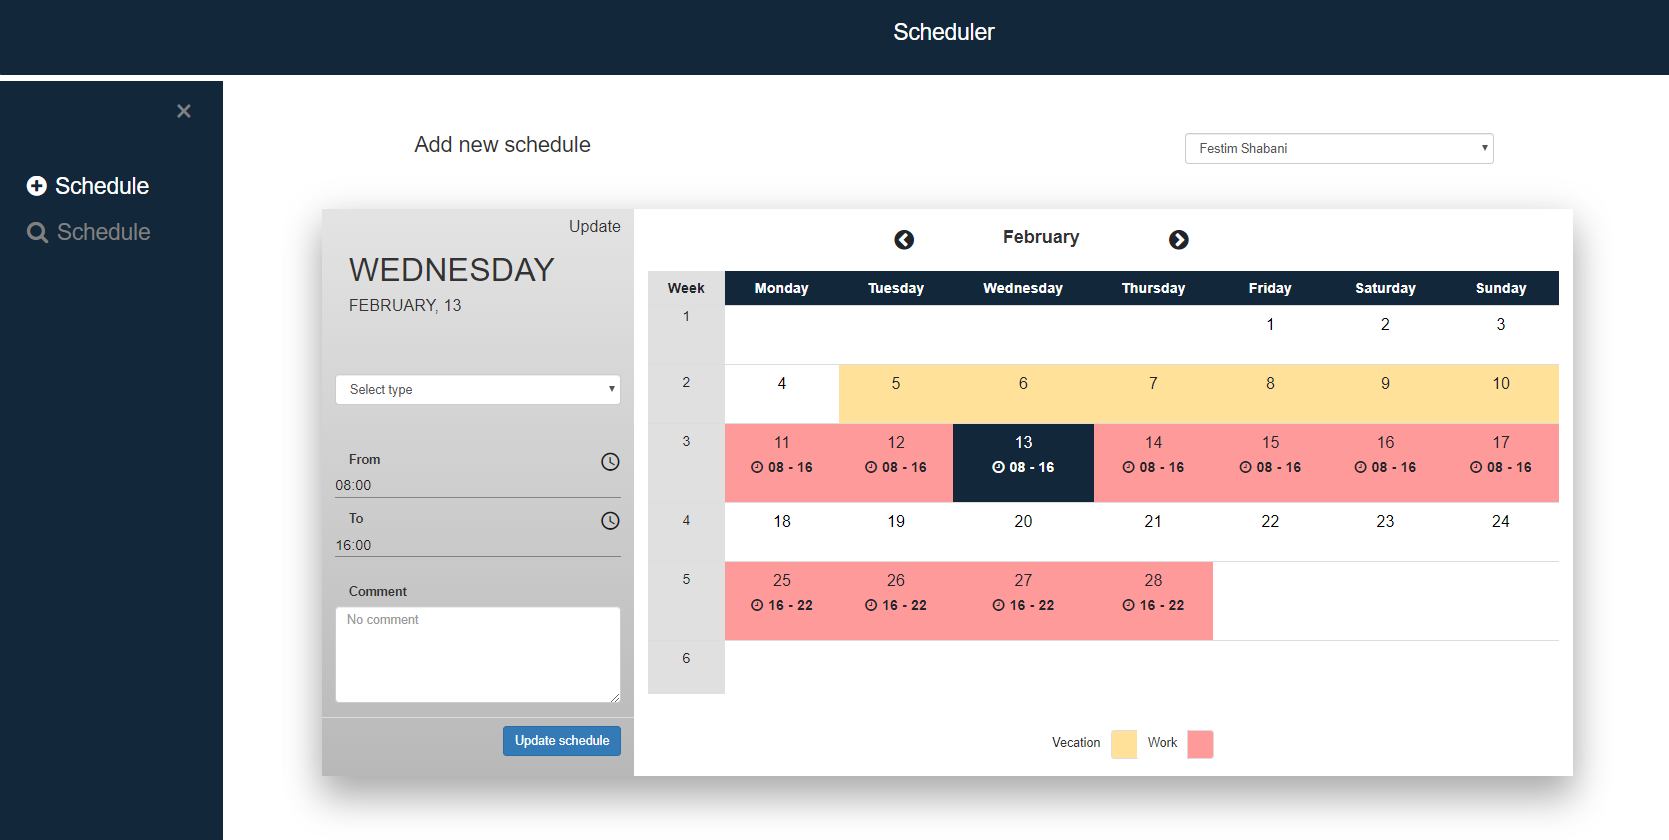 Scheduler
×
Schedule
Schedule
Add new schedule
Festim Shabani
Update
WEDNESDAY
FEBRUARY, 13
Select type
From
08:00
To
16:00
Comment
No comment
Update schedule
February
Week Monday Tuesday Wednesday Thursday Friday Saturday Sunday
1 1 2 3
2 4 5 6 7 8 9 10
3 11 12 13 14 15 16 17
08 - 16 08 - 16 08 - 16 08 - 16 08 - 16 08 - 16 08 - 16
4 18 19 20 21 22 23 24
5 25 26 27 28
16 - 22 16 - 22 16 - 22 16 - 22
6
Vecation Work